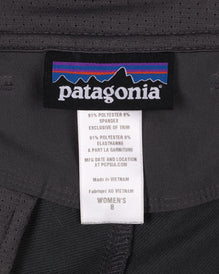 patagonia
91% POLYESTER 9%
SPANDEX
EXCLUSIVE OF TRIM
91% POLYESTER 9%
ELASTHANNE
A PART LA GARNITURE
MFG DATE AND LOCATION
AT PCPSIA.COM
Made in VIETNAM
Fabriqué AU VIETNAM
WOMEN'S
8